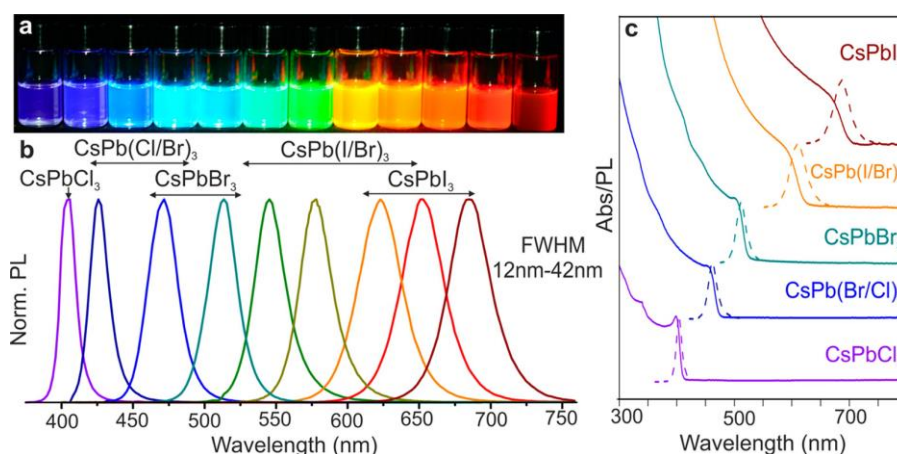 a
b
CsPb(Cl/Br)₃
CsPb(I/Br)₃
CsPbCl₃
CsPbBr₃
CsPbI₃
FWHM
12nm-42nm
Norm. PL
400 450 500 550 600 650 700 750
Wavelength (nm)
c
CsPbI
CsPb(I/Br)
CsPbBr
CsPb(Br/Cl)
CsPbCl
Abs/PL
300 500 700
Wavelength (nm)